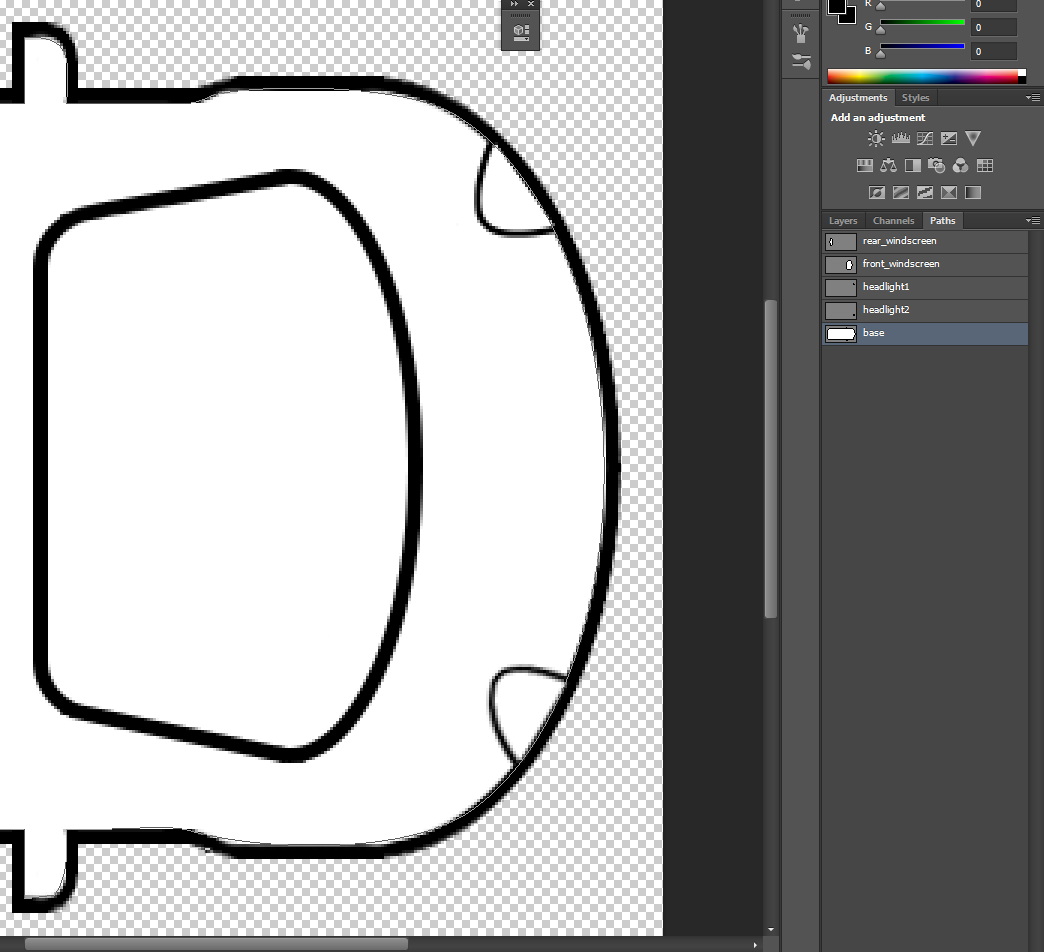 R 0
G 0
B 0
Adjustments Styles
Add an adjustment
Layers Channels Paths
rear_windscreen
front_windscreen
headlight1
headlight2
base